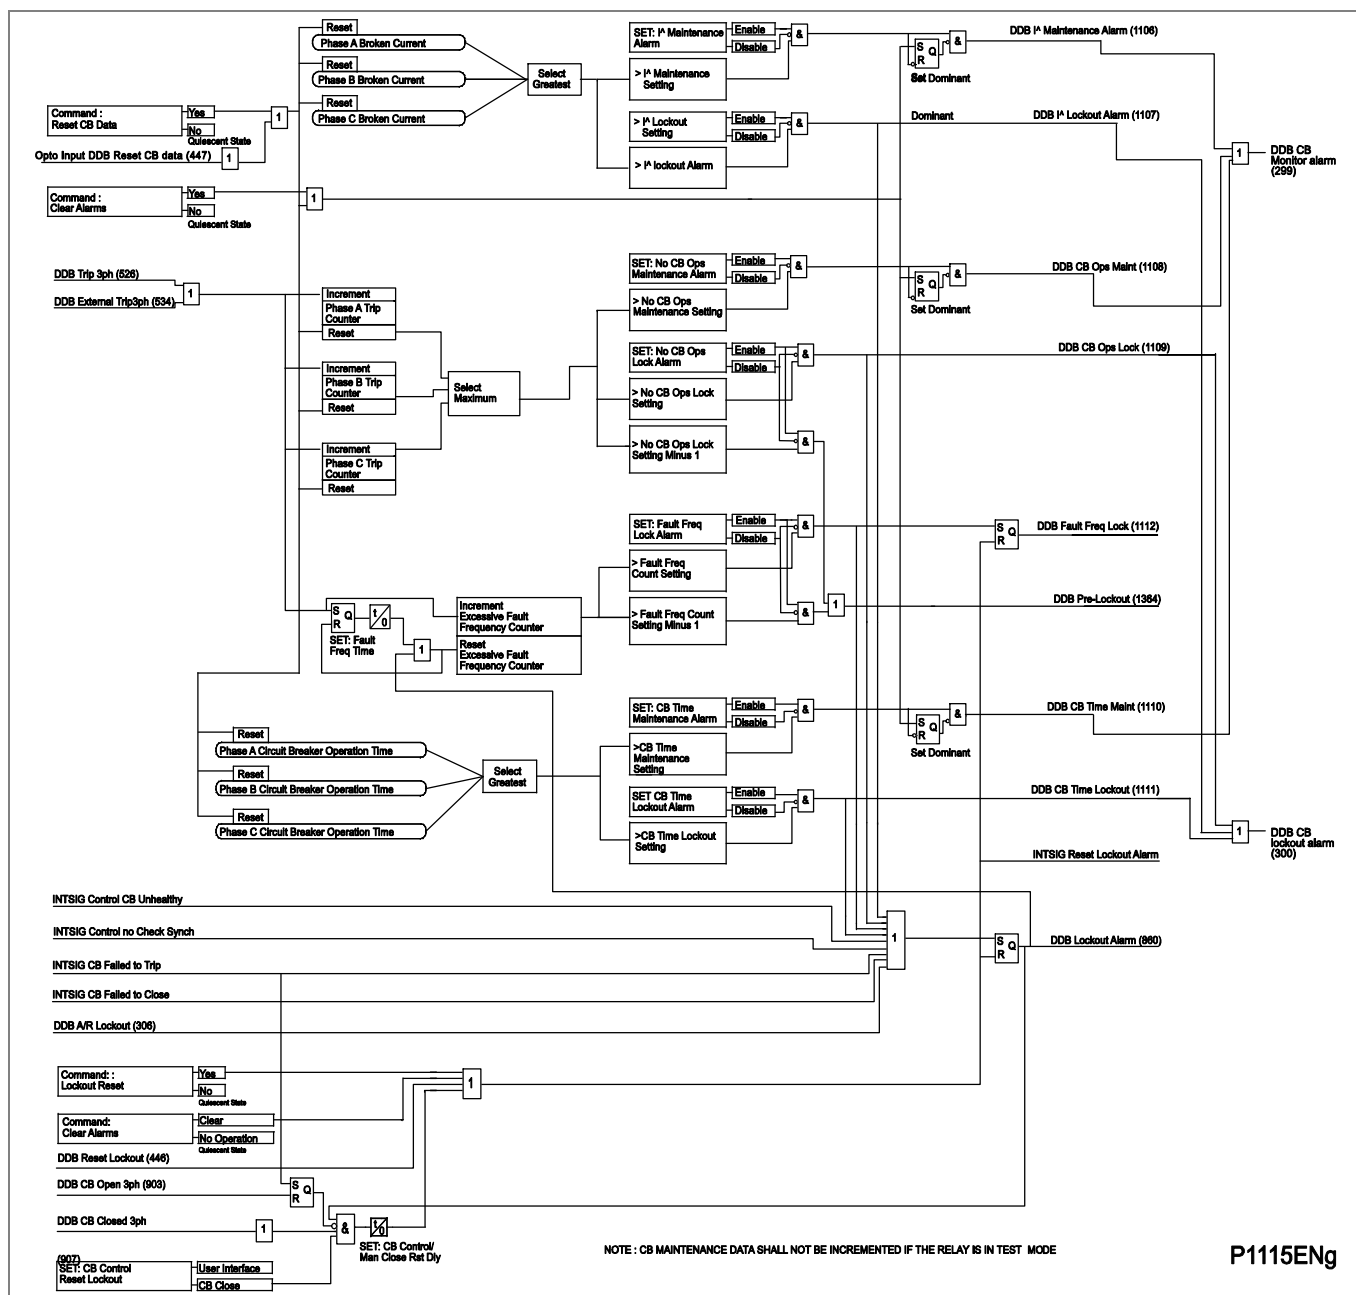 Reset
Phase A Broken Current
Reset
Phase B Broken Current
Reset
Phase C Broken Current
Select
Greatest
SET: I^ Maintenance
Alarm
Enable
Disable
> I^ Maintenance
Setting
> I^ Lockout
Setting
Enable
Disable
> I^ lockout Alarm
&
&
S
R
Q
&
Set Dominant
Dominant
DDB I^ Maintenance Alarm (1106)
DDB I^ Lockout Alarm (1107)
1
DDB CB
Monitor alarm
(299)
Command :
Reset CB Data
Yes
No
Quiescent State
1
Opto Input DDB Reset CB data (447)
1
Command :
Clear Alarms
Yes
No
Quiescent State
1
DDB Trip 3ph (526)
DDB External Trip3ph (534)
1
Increment
Phase A Trip
Counter
Reset
Increment
Phase B Trip
Counter
Reset
Increment
Phase C Trip
Counter
Reset
Select
Maximum
SET: No CB Ops
Maintenance Alarm
Enable
Disable
> No CB Ops
Maintenance Setting
&
S
R
Q
&
Set Dominant
DDB CB Ops Maint (1108)
SET: No CB Ops
Lock Alarm
Enable
Disable
> No CB Ops Lock
Setting
> No CB Ops Lock
Setting Minus 1
&
&
DDB CB Ops Lock (1109)
SET: Fault Freq
Lock Alarm
Enable
Disable
> Fault Freq
Count Setting
> Fault Freq Count
Setting Minus 1
&
&
1
S
R
Q
DDB Fault Freq Lock (1112)
DDB Pre-Lockout (1364)
S
R
Q
t
0
SET: Fault
Freq Time
1
Increment
Excessive Fault
Frequency Counter
Reset
Excessive Fault
Frequency Counter
Reset
Phase A Circuit Breaker Operation Time
Reset
Phase B Circuit Breaker Operation Time
Reset
Phase C Circuit Breaker Operation Time
Select
Greatest
SET: CB Time
Maintenance Alarm
Enable
Disable
>CB Time
Maintenance
Setting
&
S
R
Q
&
Set Dominant
DDB CB Time Maint (1110)
SET CB Time
Lockout Alarm
Enable
Disable
>CB Time Lockout
Setting
&
DDB CB Time Lockout (1111)
1
DDB CB
lockout alarm
(300)
INTSIG Reset Lockout Alarm
INTSIG Control CB Unhealthy
INTSIG Control no Check Synch
INTSIG CB Failed to Trip
INTSIG CB Failed to Close
DDB A/R Lockout (306)
1
S
R
Q
DDB Lockout Alarm (860)
Command: :
Lockout Reset
Yes
No
Quiescent State
Command:
Clear Alarms
Clear
No Operation
Quiescent State
1
DDB Reset Lockout (446)
DDB CB Open 3ph (903)
S
R
Q
DDB CB Closed 3ph
(907)
1
&
t
0
SET: CB Control/
Man Close Rst Dly
SET: CB Control
Reset Lockout
User Interface
CB Close
NOTE : CB MAINTENANCE DATA SHALL NOT BE INCREMENTED IF THE RELAY IS IN TEST MODE
P1115ENg